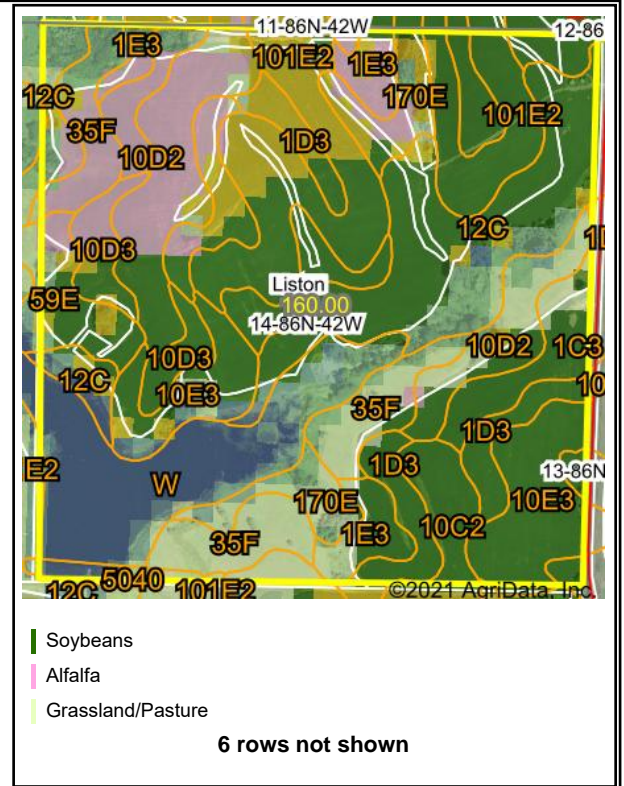 11-86N-42W
12-86
1E3
101E2
1E3
12C
170E
101E2
35F
1D3
10D2
12C
10D3
Liston
59E
160.00
14-86N-42W
10D3
10D2
1C3
12C
10E3
10
35F
1D3
1D3
E2
W
13-86N
170E
10E3
1E3
10C2
35F
12C
5040
101E2
©2021 AgriData, Inc.
Soybeans
Alfalfa
Grassland/Pasture
6 rows not shown